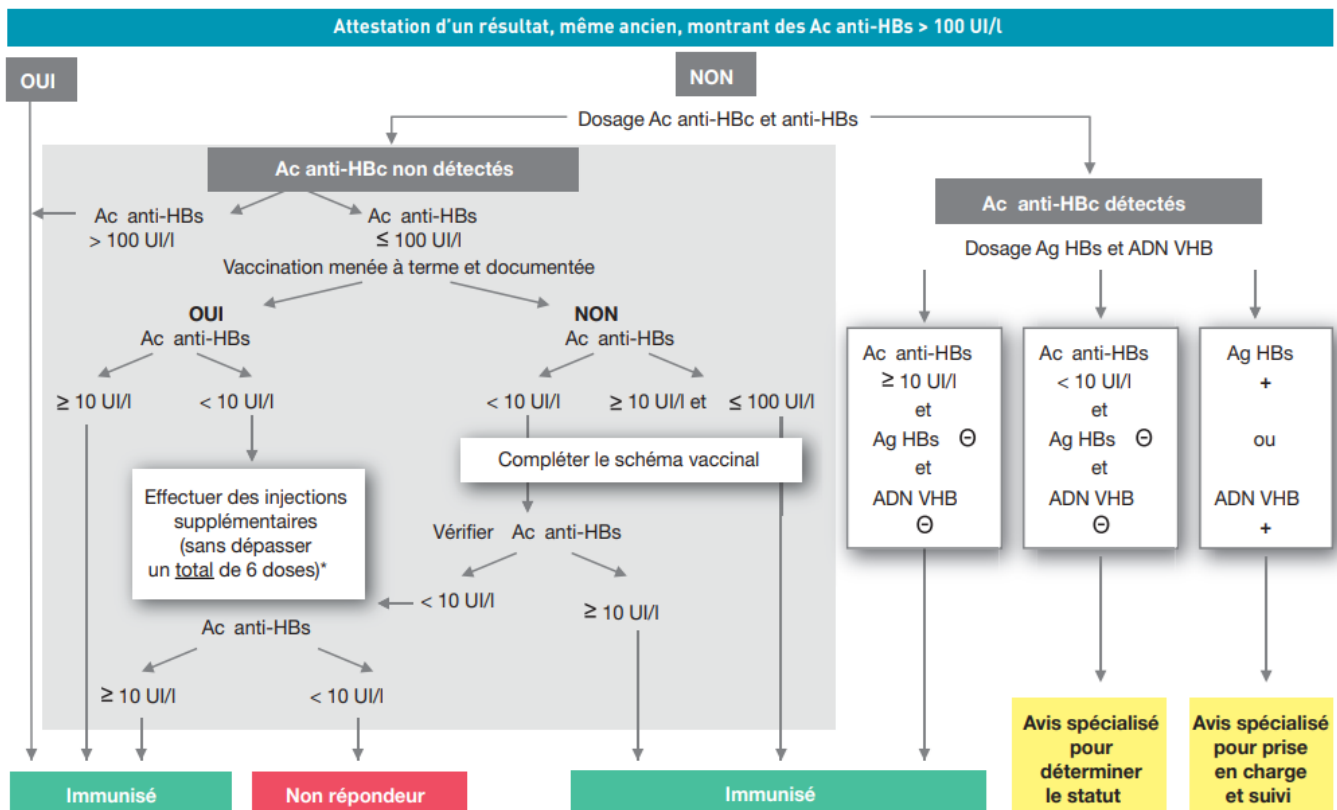 Attestation d'un résultat, même ancien, montrant des Ac anti-HBs > 100 UI/l
OUI
NON
Dosage Ac anti-HBc et anti-HBs
Ac anti-HBc non détectés
Ac anti-HBs
> 100 UI/l
Ac anti-HBs
≤ 100 UI/l
Vaccination menée à terme et documentée
OUI
Ac anti-HBs
NON
Ac anti-HBs
≥ 10 UI/l
< 10 UI/l
< 10 UI/l
≥ 10 UI/l et
≤ 100 UI/l
Effectuer des injections
supplémentaires
(sans dépasser
un total de 6 doses)*
Compléter le schéma vaccinal
Vérifier Ac anti-HBs
< 10 UI/l
≥ 10 UI/l
Ac anti-HBs
≥ 10 UI/l
< 10 UI/l
Ac anti-HBc détectés
Dosage Ag HBs et ADN VHB
Ac anti-HBs
≥ 10 UI/l
et
Ag HBs ⊖
et
ADN VHB
⊖
Ac anti-HBs
< 10 UI/l
et
Ag HBs ⊖
et
ADN VHB
⊖
Ag HBs
+
ou
ADN VHB
+
Immunisé
Non répondeur
Immunisé
Avis spécialisé
pour
déterminer
le statut
Avis spécialisé
pour prise
en charge
et suivi